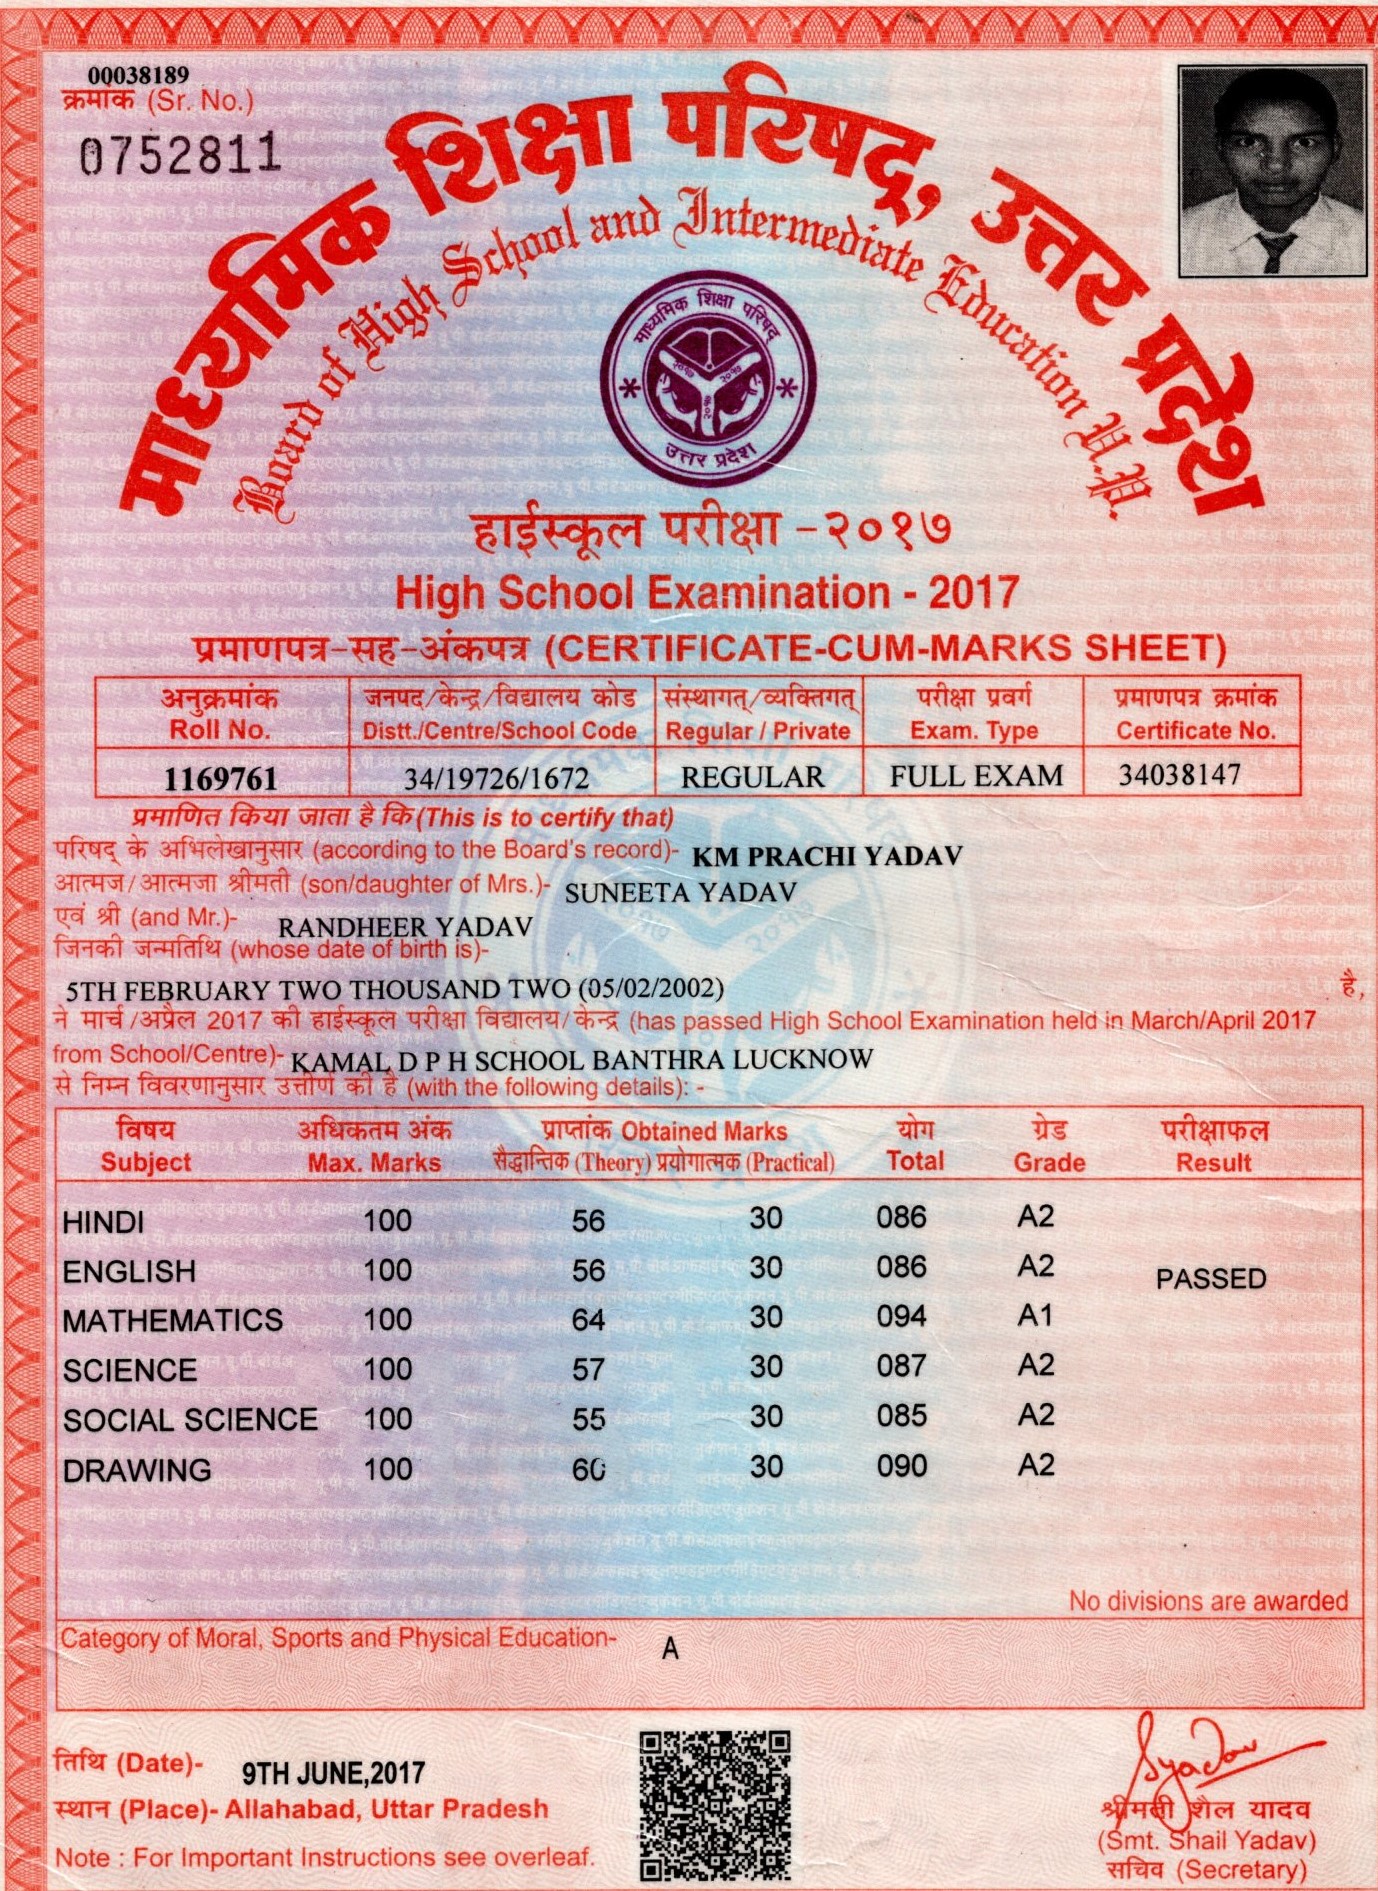 00038189
क्रमांक (Sr. No.)
0752811
माध्यमिक शिक्षा परिषद्, उत्तर प्रदेश
Board of High School and Intermediate Education U.P.
माध्यमिक शिक्षा परिषद्
२०१७ २०१७
२०१७
उत्तर प्रदेश
हाईस्कूल परीक्षा -२०१७
High School Examination - 2017
प्रमाणपत्र-सह-अंकपत्र (CERTIFICATE-CUM-MARKS SHEET)
अनुक्रमांक जनपद/केन्द्र/विद्यालय कोड संस्थागत्/व्यक्तिगत् परीक्षा प्रवर्ग प्रमाणपत्र क्रमांक
Roll No. Distt./Centre/School Code Regular / Private Exam. Type Certificate No.
1169761 34/19726/1672 REGULAR FULL EXAM 34038147
प्रमाणित किया जाता है कि (This is to certify that)
परिषद् के अभिलेखानुसार (according to the Board's record)- KM PRACHI YADAV
आत्मज/आत्मजा श्रीमती (son/daughter of Mrs.)- SUNEETA YADAV
एवं श्री (and Mr.)- RANDHEER YADAV
जिनकी जन्मतिथि (whose date of birth is)-
5TH FEBRUARY TWO THOUSAND TWO (05/02/2002) है,
ने मार्च/अप्रैल 2017 की हाईस्कूल परीक्षा विद्यालय/केन्द्र (has passed High School Examination held in March/April 2017
from School/Centre)- KAMAL D P H SCHOOL BANTHRA LUCKNOW
से निम्न विवरणानुसार उत्तीर्ण की है (with the following details): -
विषय अधिकतम अंक प्राप्तांक Obtained Marks योग ग्रेड परीक्षाफल
Subject Max. Marks सैद्धान्तिक (Theory) प्रयोगात्मक (Practical) Total Grade Result
HINDI 100 56 30 086 A2
ENGLISH 100 56 30 086 A2 PASSED
MATHEMATICS 100 64 30 094 A1
SCIENCE 100 57 30 087 A2
SOCIAL SCIENCE 100 55 30 085 A2
DRAWING 100 60 30 090 A2
No divisions are awarded
Category of Moral, Sports and Physical Education- A
तिथि (Date)- 9TH JUNE,2017
स्थान (Place)- Allahabad, Uttar Pradesh
Note : For Important Instructions see overleaf.
Syadav
श्रीमती शैल यादव
(Smt. Shail Yadav)
सचिव (Secretary)